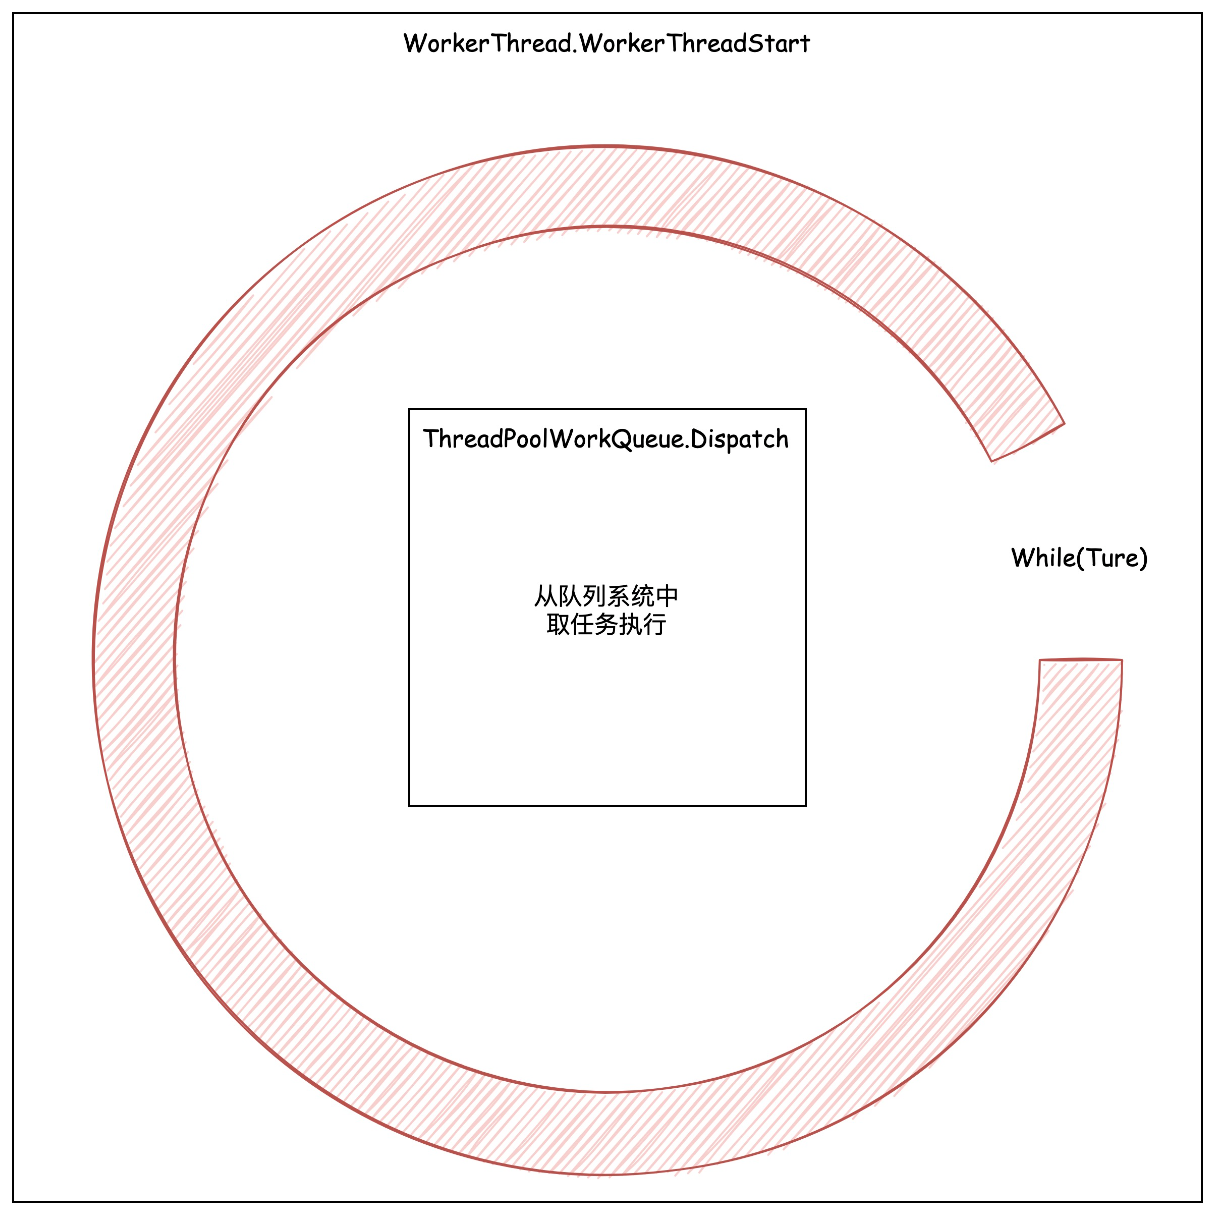 WorkerThread.WorkerThreadStart
ThreadPoolWorkQueue.Dispatch
While(Ture)
从队列系统中
取任务执行